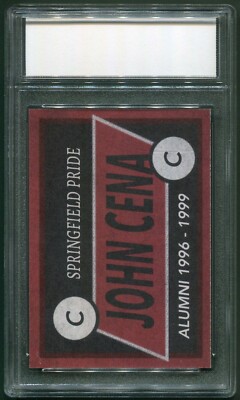 C
SPRINGFIELD PRIDE
JOHN CENA
ALUMNI 1996 - 1999
C